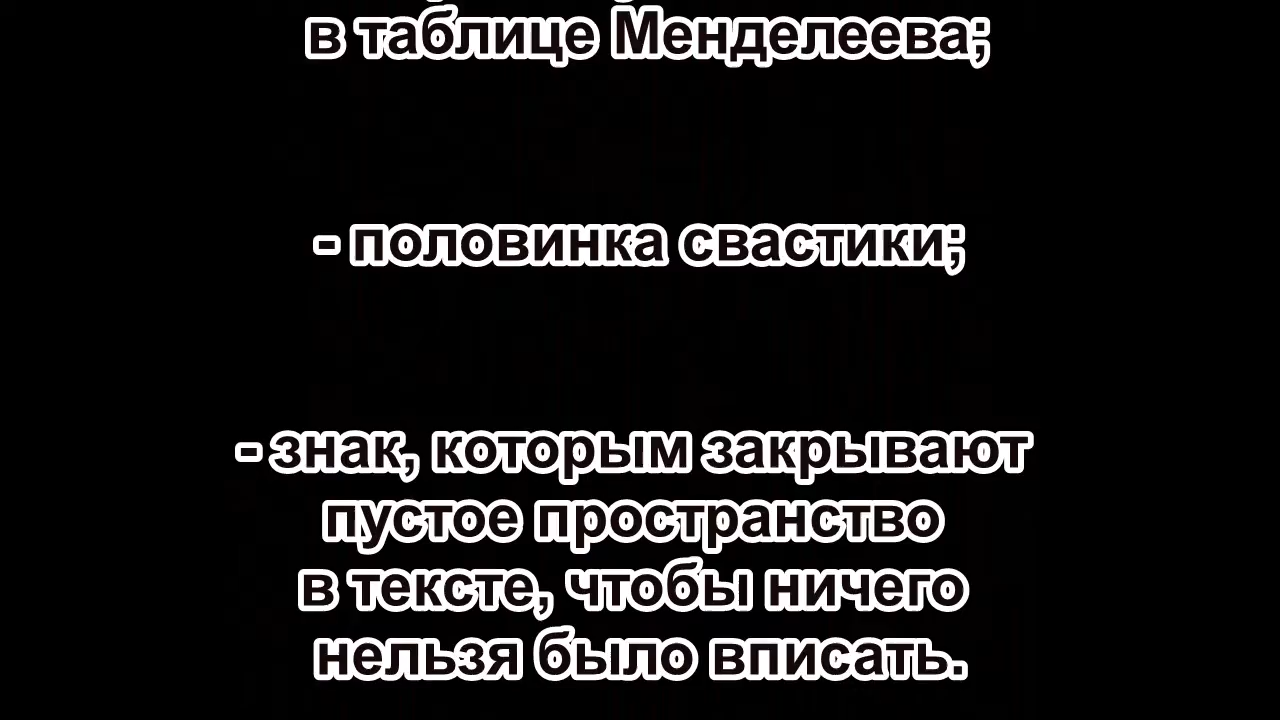 в таблице Менделеева;
- половинка свастики;
- знак, которым закрывают
пустое пространство
в тексте, чтобы ничего
нельзя было вписать.